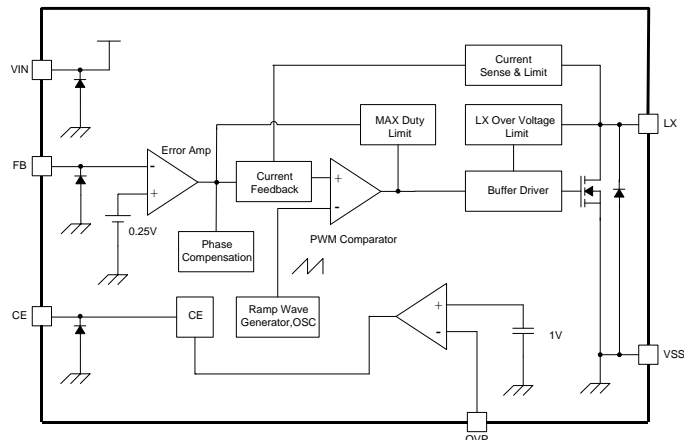 VIN
Current
Sense & Limit
LX
MAX Duty
Limit
LX Over Voltage
Limit
FB
Error Amp
-
+
0.25V
Current
Feedback
+
-
PWM Comparator
Buffer Driver
Phase
Compensation
CE
CE
Ramp Wave
Generator,OSC
+
-
1V
VSS
OVP